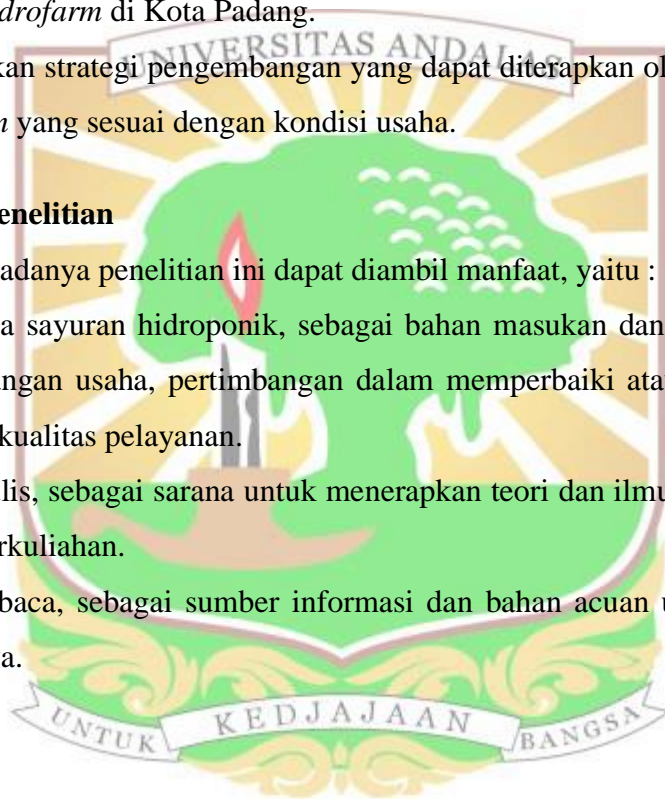 drofarm di Kota Padang.
UNIVERSITAS ANDALAS
kan strategi pengembangan yang dapat diterapkan ol
yang sesuai dengan kondisi usaha.
enelitian
adanya penelitian ini dapat diambil manfaat, yaitu :
a sayuran hidroponik, sebagai bahan masukan dan
angan usaha, pertimbangan dalam memperbaiki ata
kualitas pelayanan.
lis, sebagai sarana untuk menerapkan teori dan ilmu
rkuliahan.
baca, sebagai sumber informasi dan bahan acuan u
a.
UNTUK KEDJAJAAN BANGSA